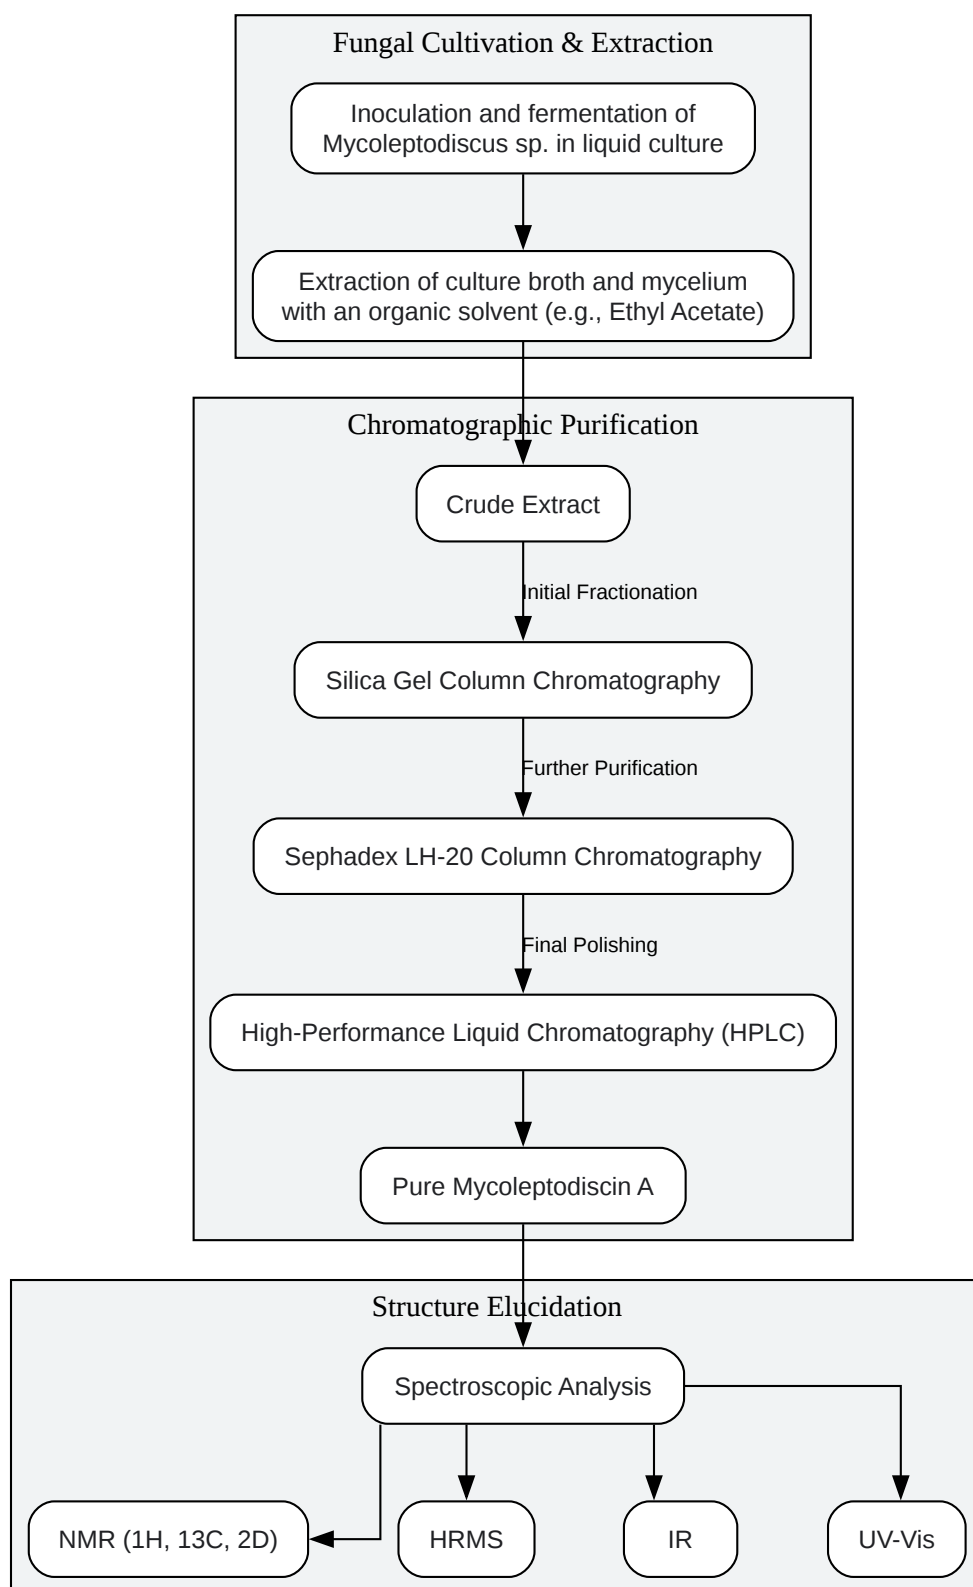 Fungal Cultivation & Extraction
Inoculation and fermentation of
Mycoleptodiscus sp. in liquid culture
Extraction of culture broth and mycelium
with an organic solvent (e.g., Ethyl Acetate)
Chromatographic Purification
Crude Extract
Initial Fractionation
Silica Gel Column Chromatography
Further Purification
Sephadex LH-20 Column Chromatography
Final Polishing
High-Performance Liquid Chromatography (HPLC)
Pure Mycoleptodiscin A
Structure Elucidation
Spectroscopic Analysis
NMR (1H, 13C, 2D)
HRMS
IR
UV-Vis